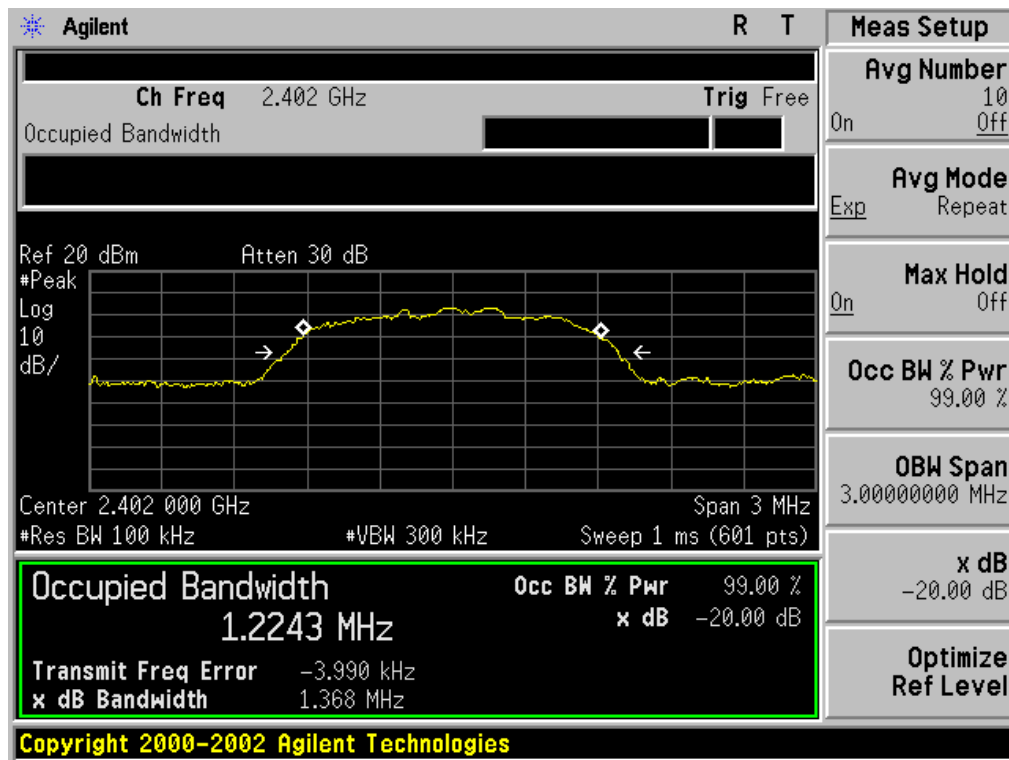 Agilent R T
Ch Freq 2.402 GHz Trig Free
Occupied Bandwidth
Ref 20 dBm Atten 30 dB
#Peak
Log
10
dB/
Center 2.402 000 GHz Span 3 MHz
#Res BW 100 kHz #VBW 300 kHz Sweep 1 ms (601 pts)
Occupied Bandwidth Occ BW % Pwr 99.00 %
1.2243 MHz x dB -20.00 dB
Transmit Freq Error -3.990 kHz
x dB Bandwidth 1.368 MHz
Copyright 2000-2002 Agilent Technologies
Meas Setup
Avg Number
10
On Off
Avg Mode
Exp Repeat
Max Hold
On Off
Occ BW % Pwr
99.00 %
OBW Span
3.00000000 MHz
x dB
-20.00 dB
Optimize
Ref Level